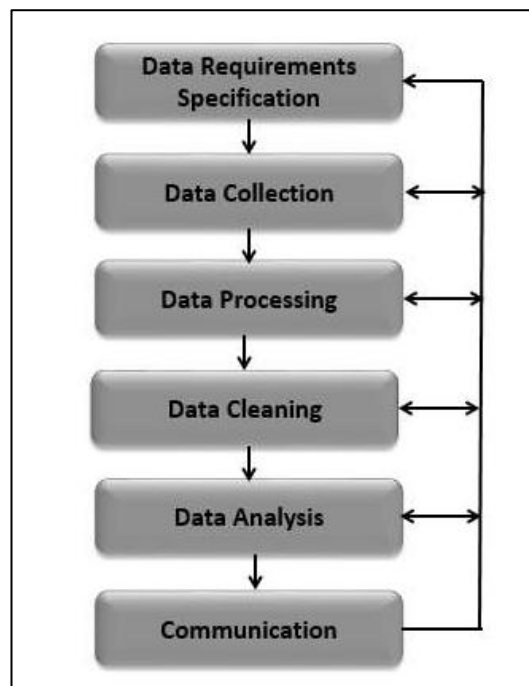 Data Requirements
Specification
Data Collection
Data Processing
Data Cleaning
Data Analysis
Communication